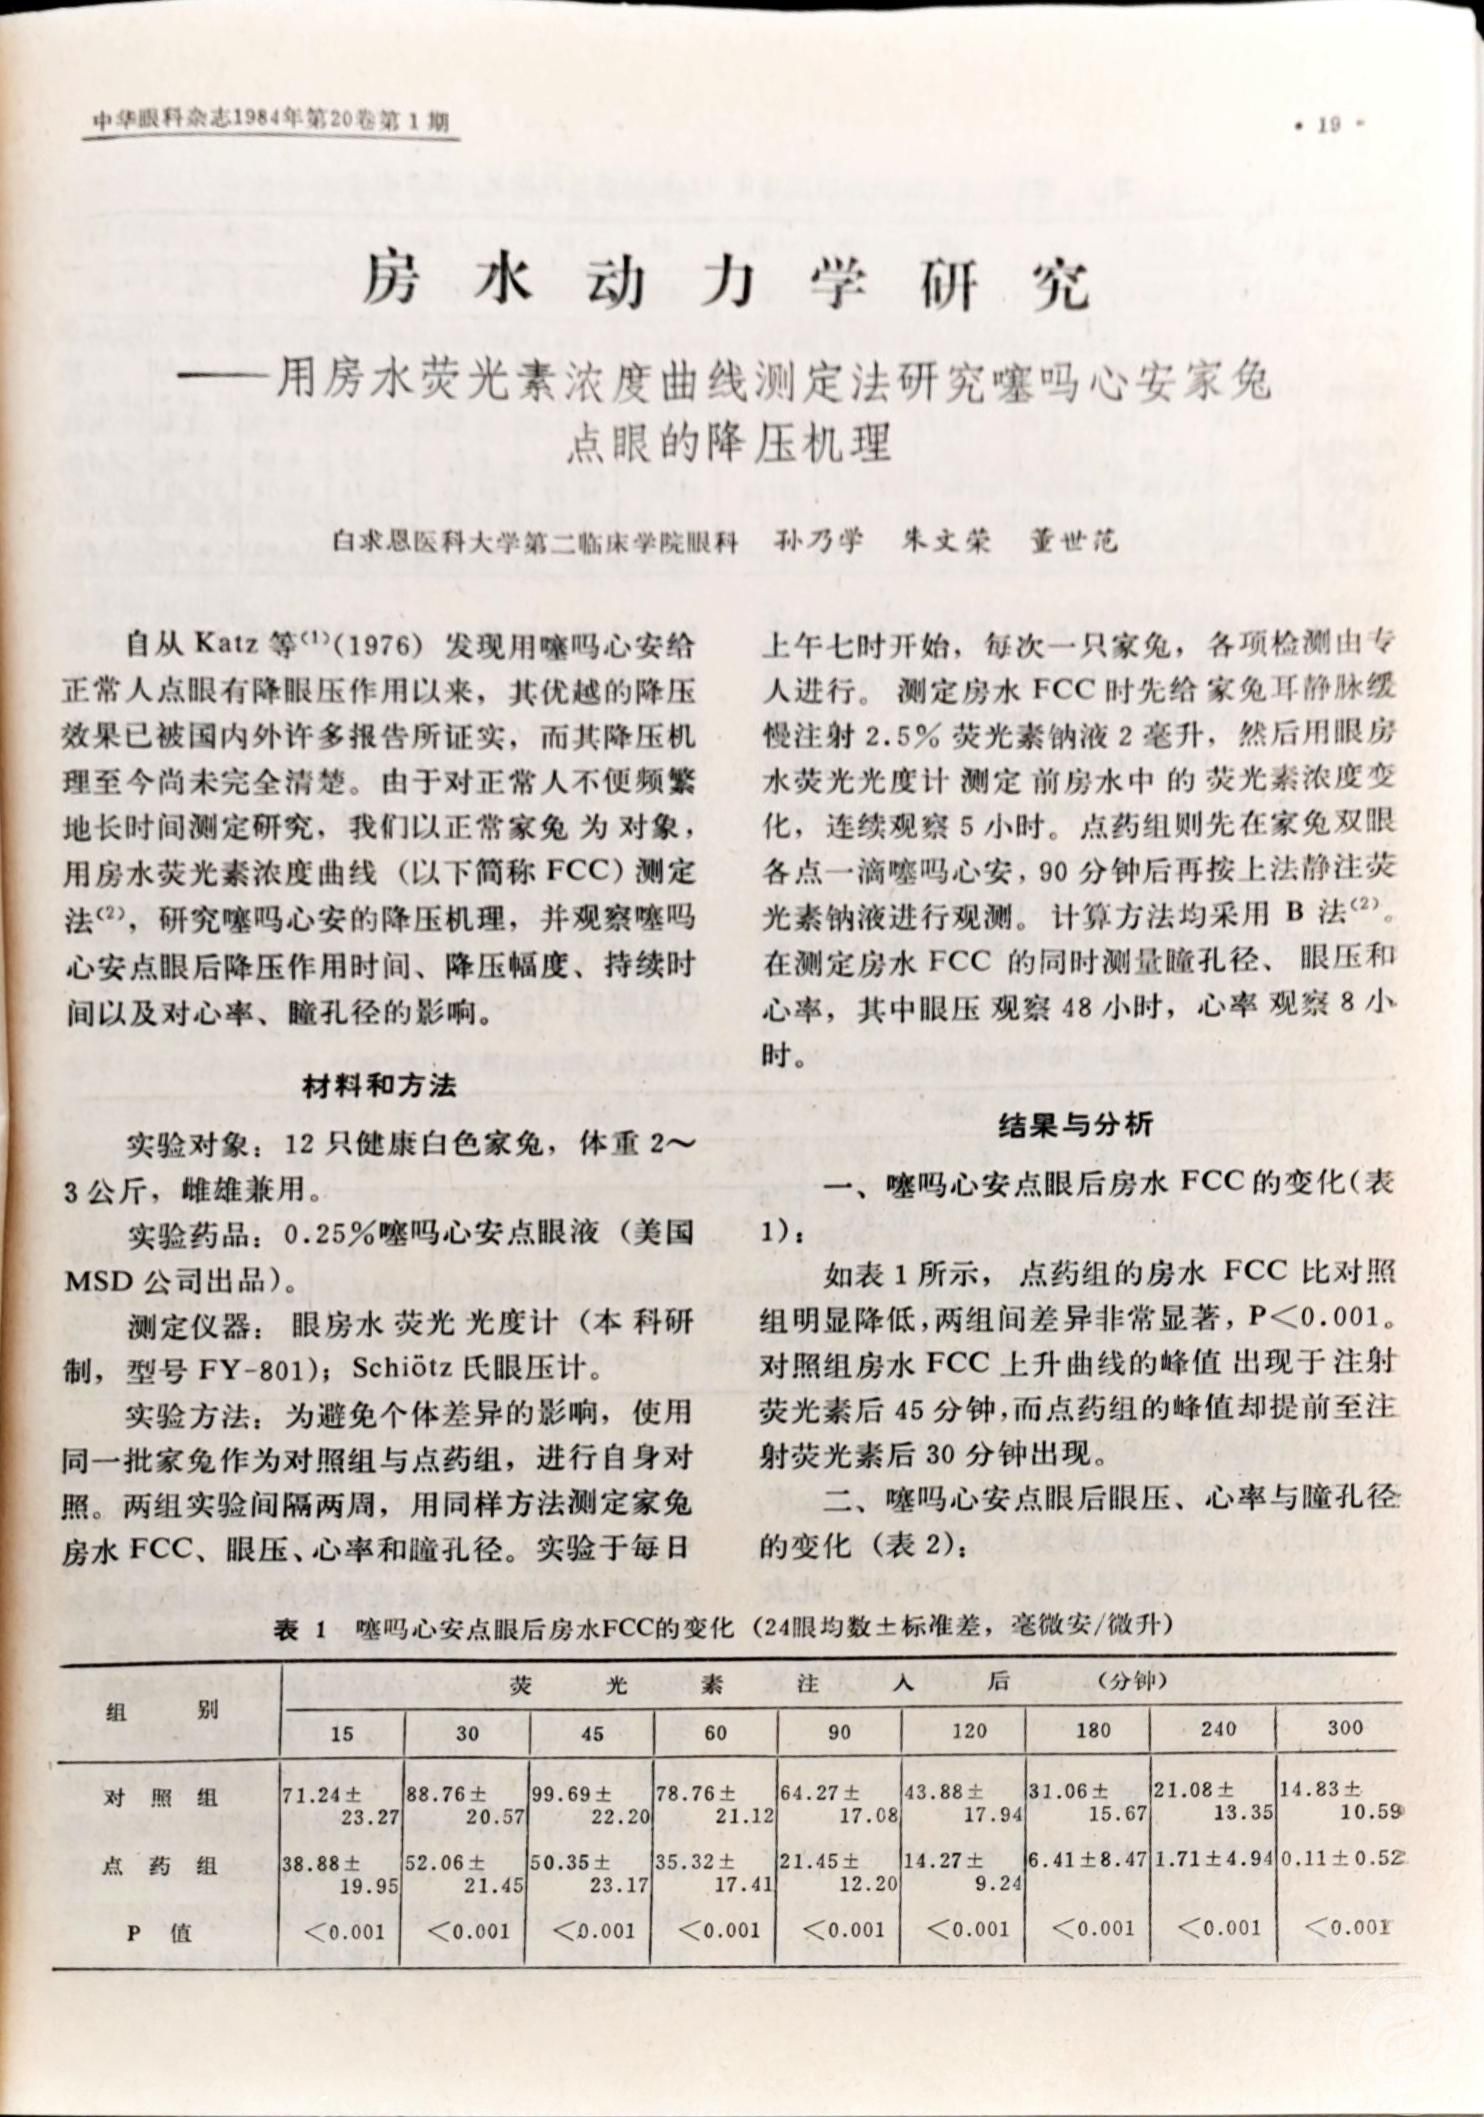 中华眼科杂志1984年第20卷第1期
• 19 •
房水动力学研究
——用房水荧光素浓度曲线测定法研究噻吗心安家兔
点眼的降压机理
白求恩医科大学第二临床学院眼科 孙乃学 朱文荣 董世范
自从 Katz 等⁽¹⁾(1976) 发现用噻吗心安给
正常人点眼有降眼压作用以来，其优越的降压
效果已被国内外许多报告所证实，而其降压机
理至今尚未完全清楚。由于对正常人不便频繁
地长时间测定研究，我们以正常家兔为对象，
用房水荧光素浓度曲线（以下简称 FCC）测定
法⁽²⁾，研究噻吗心安的降压机理，并观察噻吗
心安点眼后降压作用时间、降压幅度、持续时
间以及对心率、瞳孔径的影响。
材料和方法
实验对象：12 只健康白色家兔，体重 2～
3 公斤，雌雄兼用。
实验药品：0.25%噻吗心安点眼液（美国
MSD 公司出品）。
测定仪器：眼房水荧光光度计（本科研
制，型号 FY-801）；Schiötz 氏眼压计。
实验方法：为避免个体差异的影响，使用
同一批家兔作为对照组与点药组，进行自身对
照。两组实验间隔两周，用同样方法测定家兔
房水 FCC、眼压、心率和瞳孔径。实验于每日
上午七时开始，每次一只家兔，各项检测由专
人进行。测定房水 FCC 时先给家兔耳静脉缓
慢注射 2.5% 荧光素钠液 2 毫升，然后用眼房
水荧光光度计测定前房水中的荧光素浓度变
化，连续观察 5 小时。点药组则先在家兔双眼
各点一滴噻吗心安，90 分钟后再按上法静注荧
光素钠液进行观测。计算方法均采用 B 法⁽²⁾。
在测定房水 FCC 的同时测量瞳孔径、眼压和
心率，其中眼压观察 48 小时，心率观察 8 小
时。
结果与分析
一、噻吗心安点眼后房水 FCC 的变化（表
1）：
如表 1 所示，点药组的房水 FCC 比对照
组明显降低，两组间差异非常显著，P＜0.001。
对照组房水 FCC 上升曲线的峰值出现于注射
荧光素后 45 分钟，而点药组的峰值却提前至注
射荧光素后 30 分钟出现。
二、噻吗心安点眼后眼压、心率与瞳孔径
的变化（表 2）：
表 1 噻吗心安点眼后房水FCC的变化（24眼均数±标准差，毫微安/微升）
组别 荧光素注入后（分钟）
15 30 45 60 90 120 180 240 300
对照组 71.24±23.27 88.76±20.57 99.69±22.20 78.76±21.12 64.27±17.08 43.88±17.94 31.06±15.67 21.08±13.35 14.83±10.59
点药组 38.88±19.95 52.06±21.45 50.35±23.17 35.32±17.41 21.45±12.20 14.27±9.24 6.41±8.47 1.71±4.94 0.11±0.52
P 值 ＜0.001 ＜0.001 ＜0.001 ＜0.001 ＜0.001 ＜0.001 ＜0.001 ＜0.001 ＜0.001